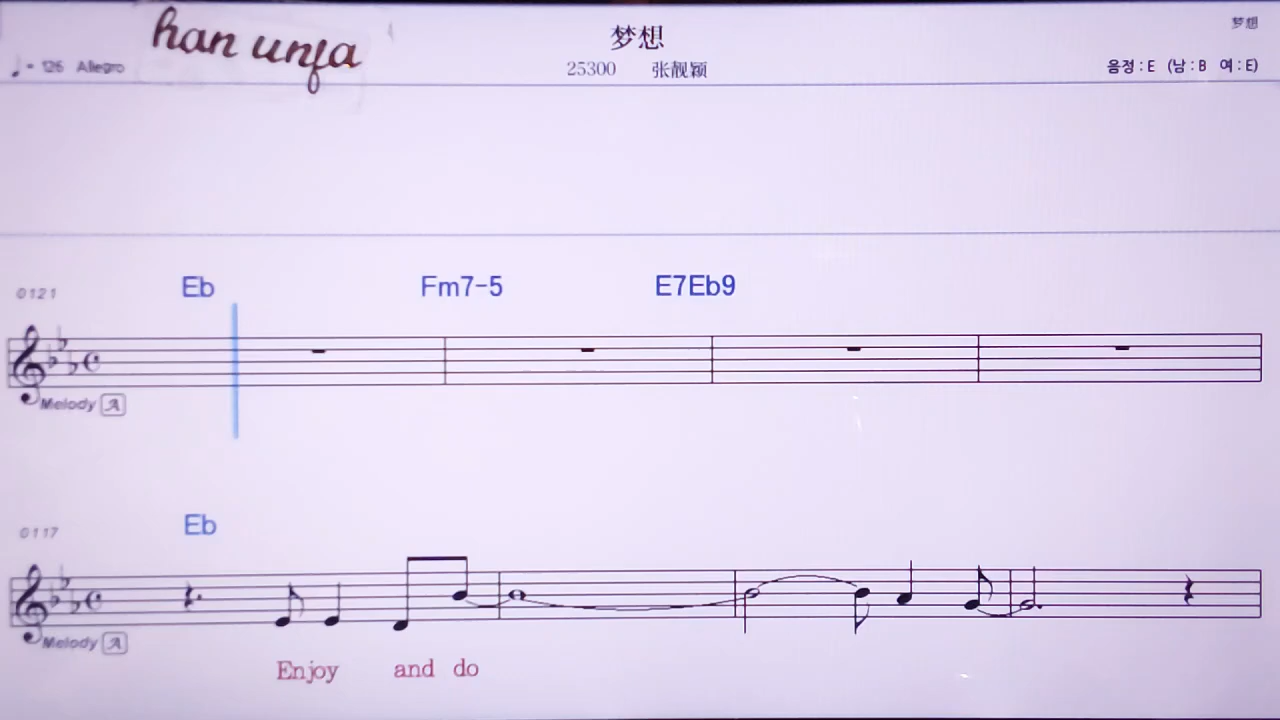 han unfa
梦想
梦想
♩= 126 Allegro
25300 张靓颖
음정 : E (남 : B 여 : E)
0121
Eb Fm7-5 E7Eb9
Melody A
0117
Eb
Melody A
Enjoy and do